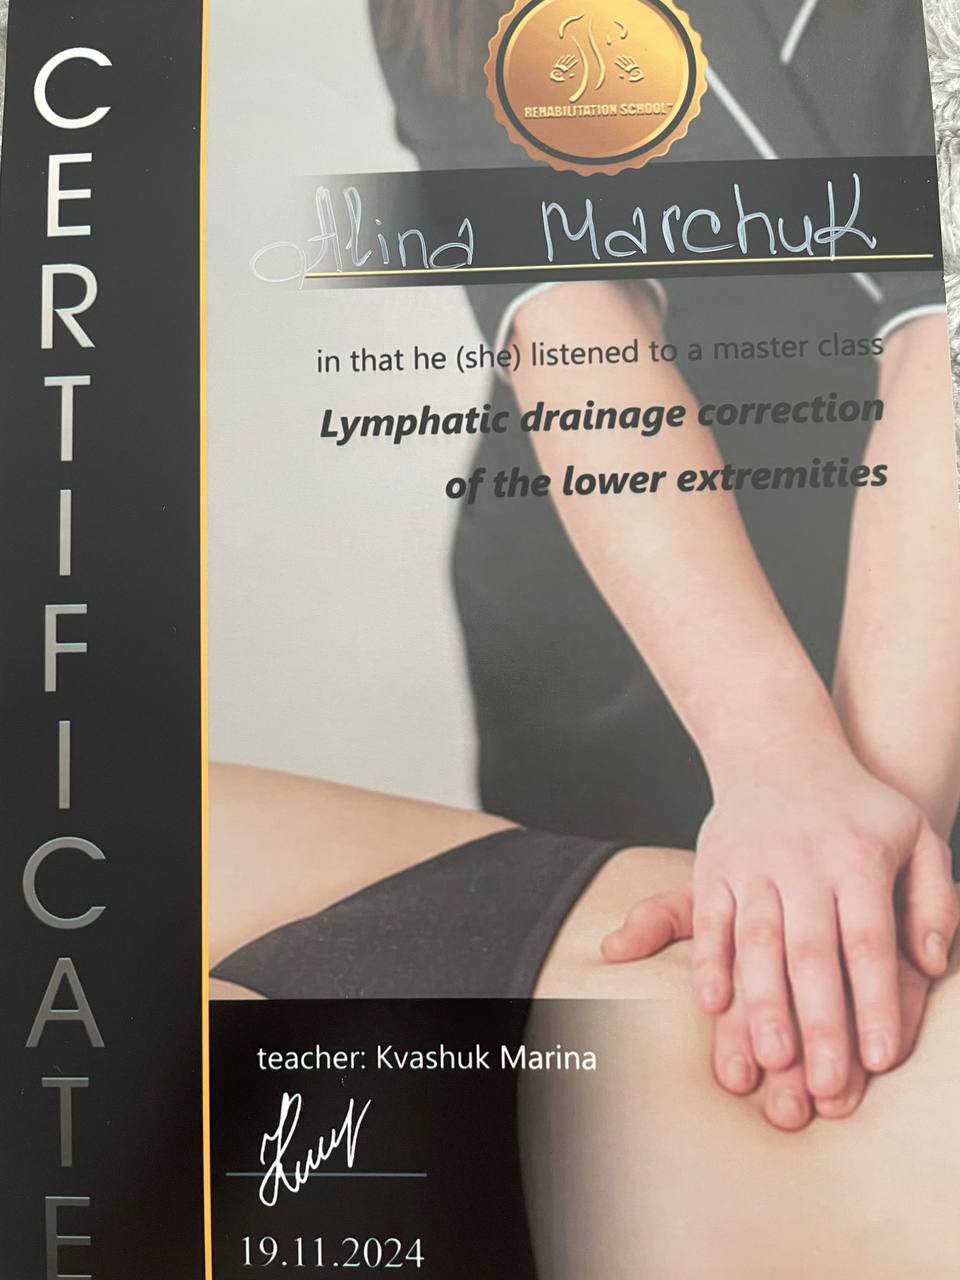 CERTIFICATE
REHABILITATION SCHOOL™
Alina Marchuk
in that he (she) listened to a master class
Lymphatic drainage correction
of the lower extremities
teacher: Kvashuk Marina
19.11.2024